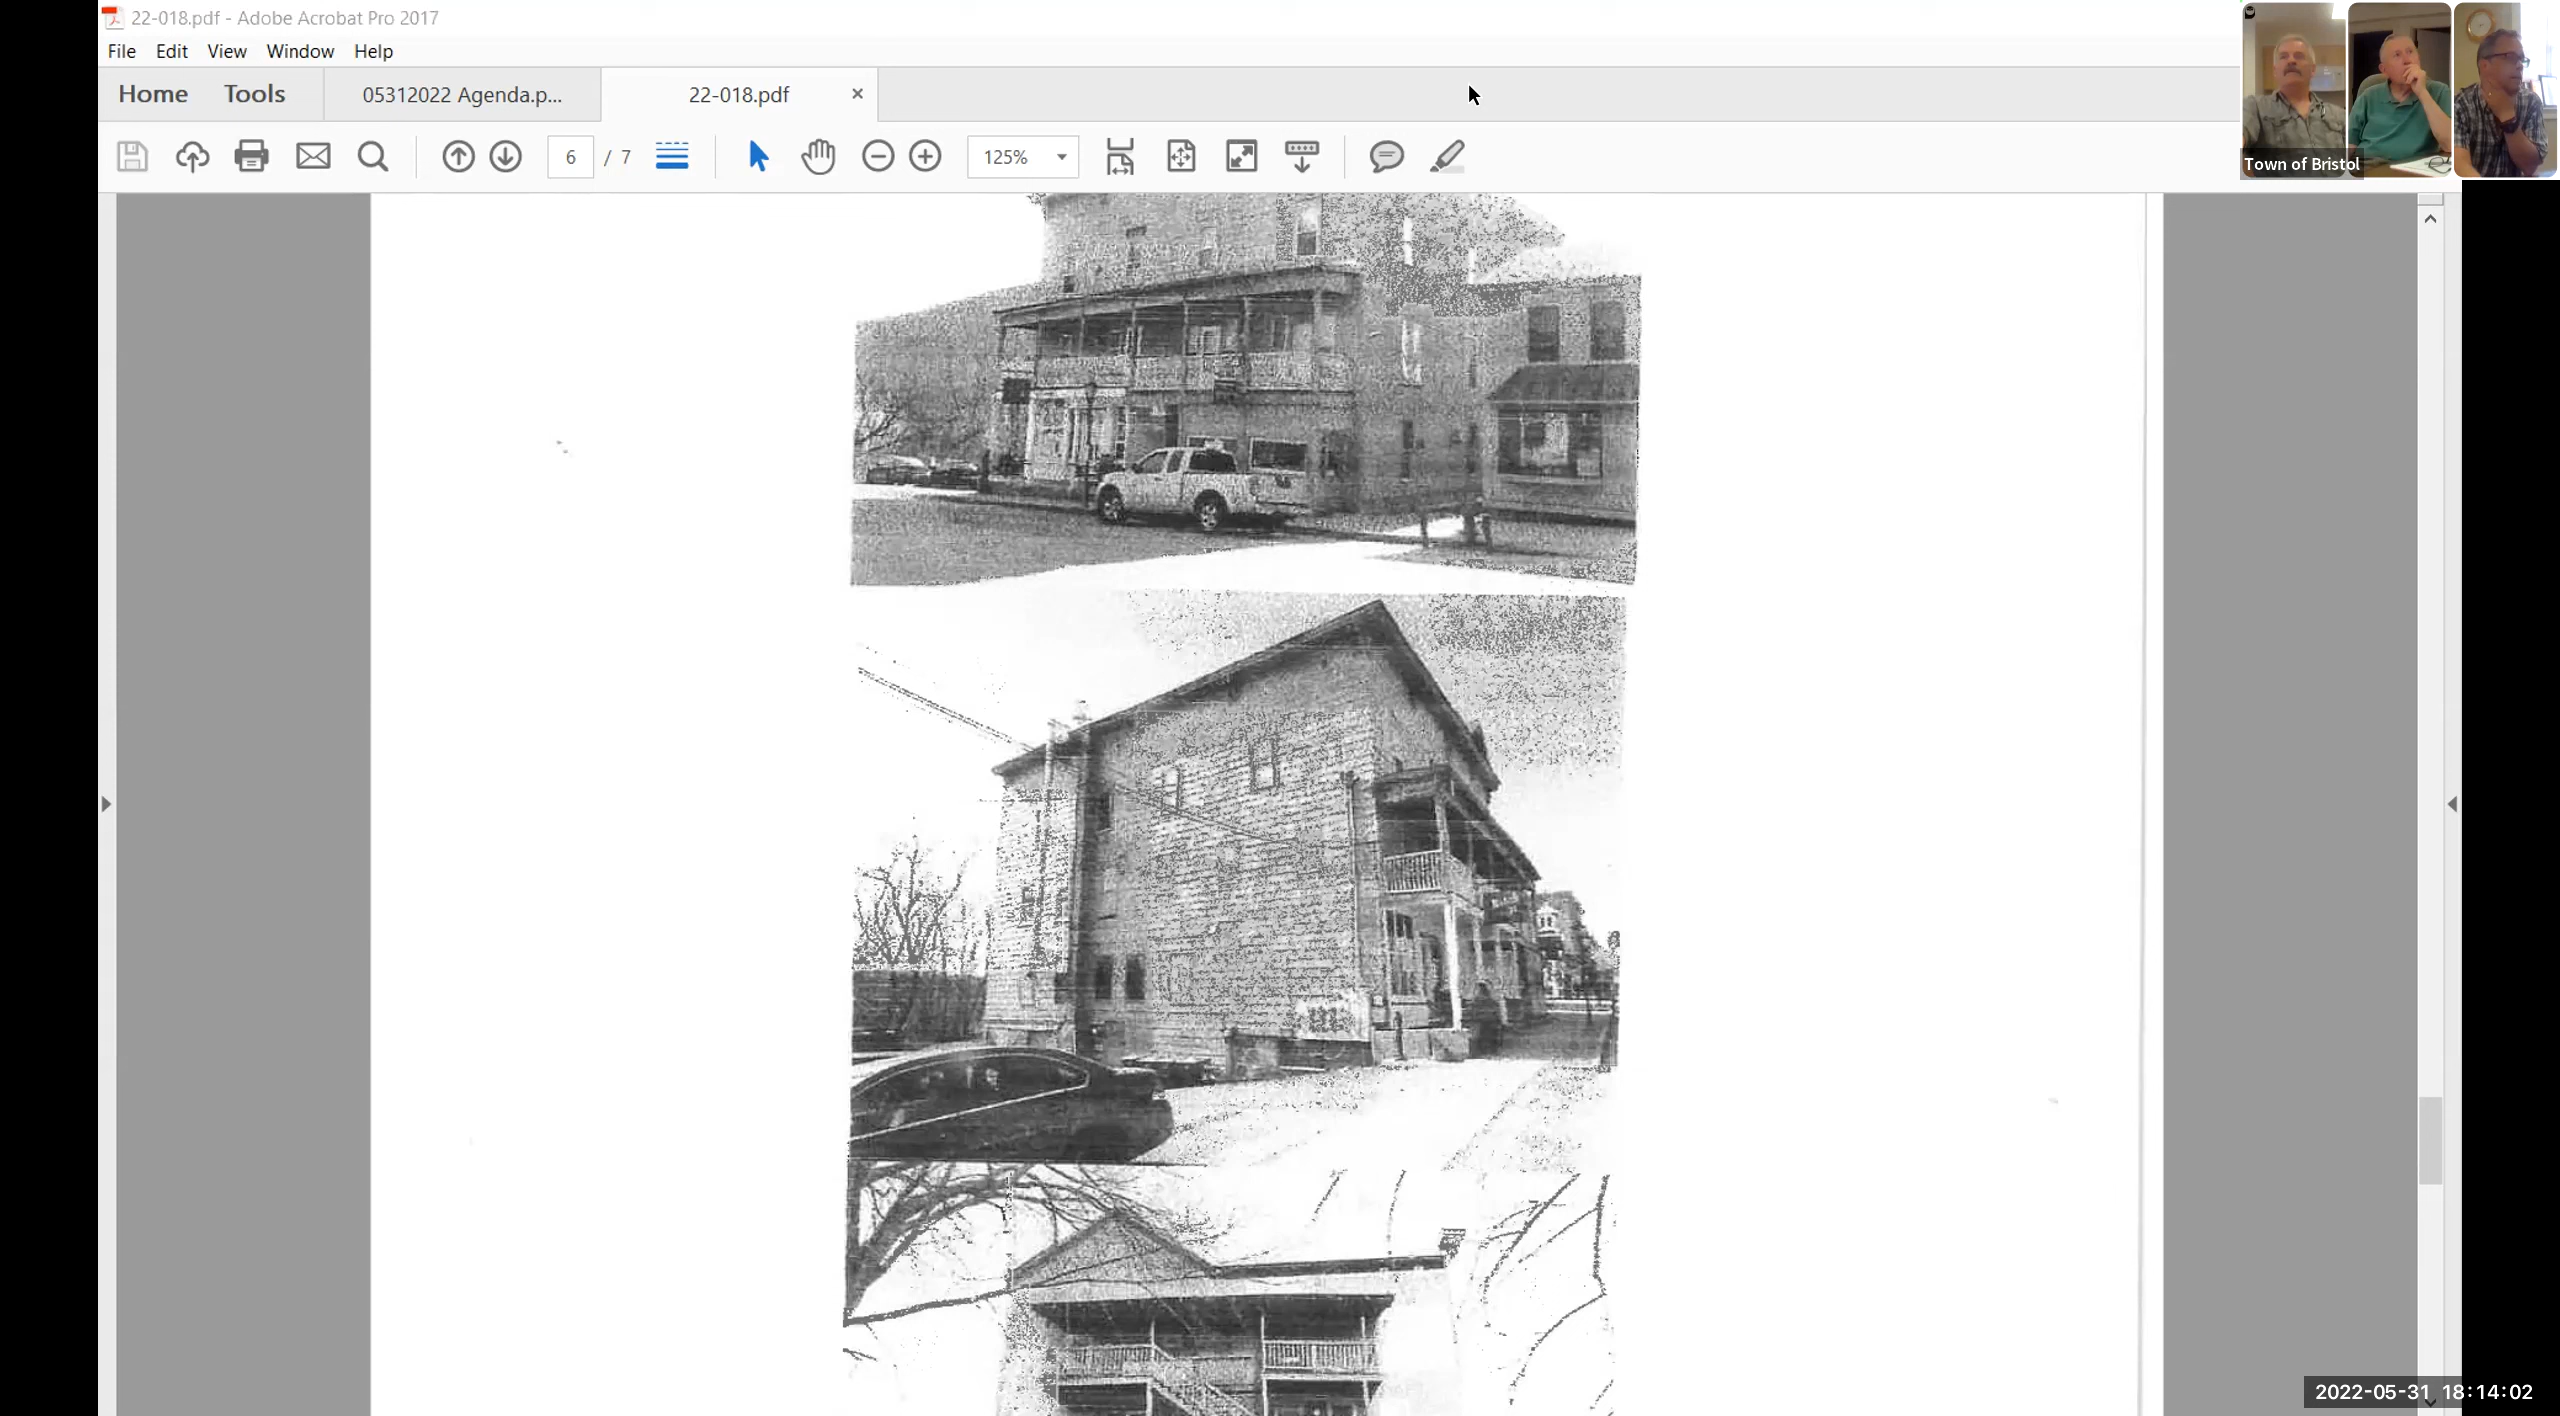 22-018.pdf - Adobe Acrobat Pro 2017
File Edit View Window Help
Home Tools 05312022 Agenda.p... 22-018.pdf ×
6 / 7 125%
Town of Bristol
2022-05-31 18:14:02